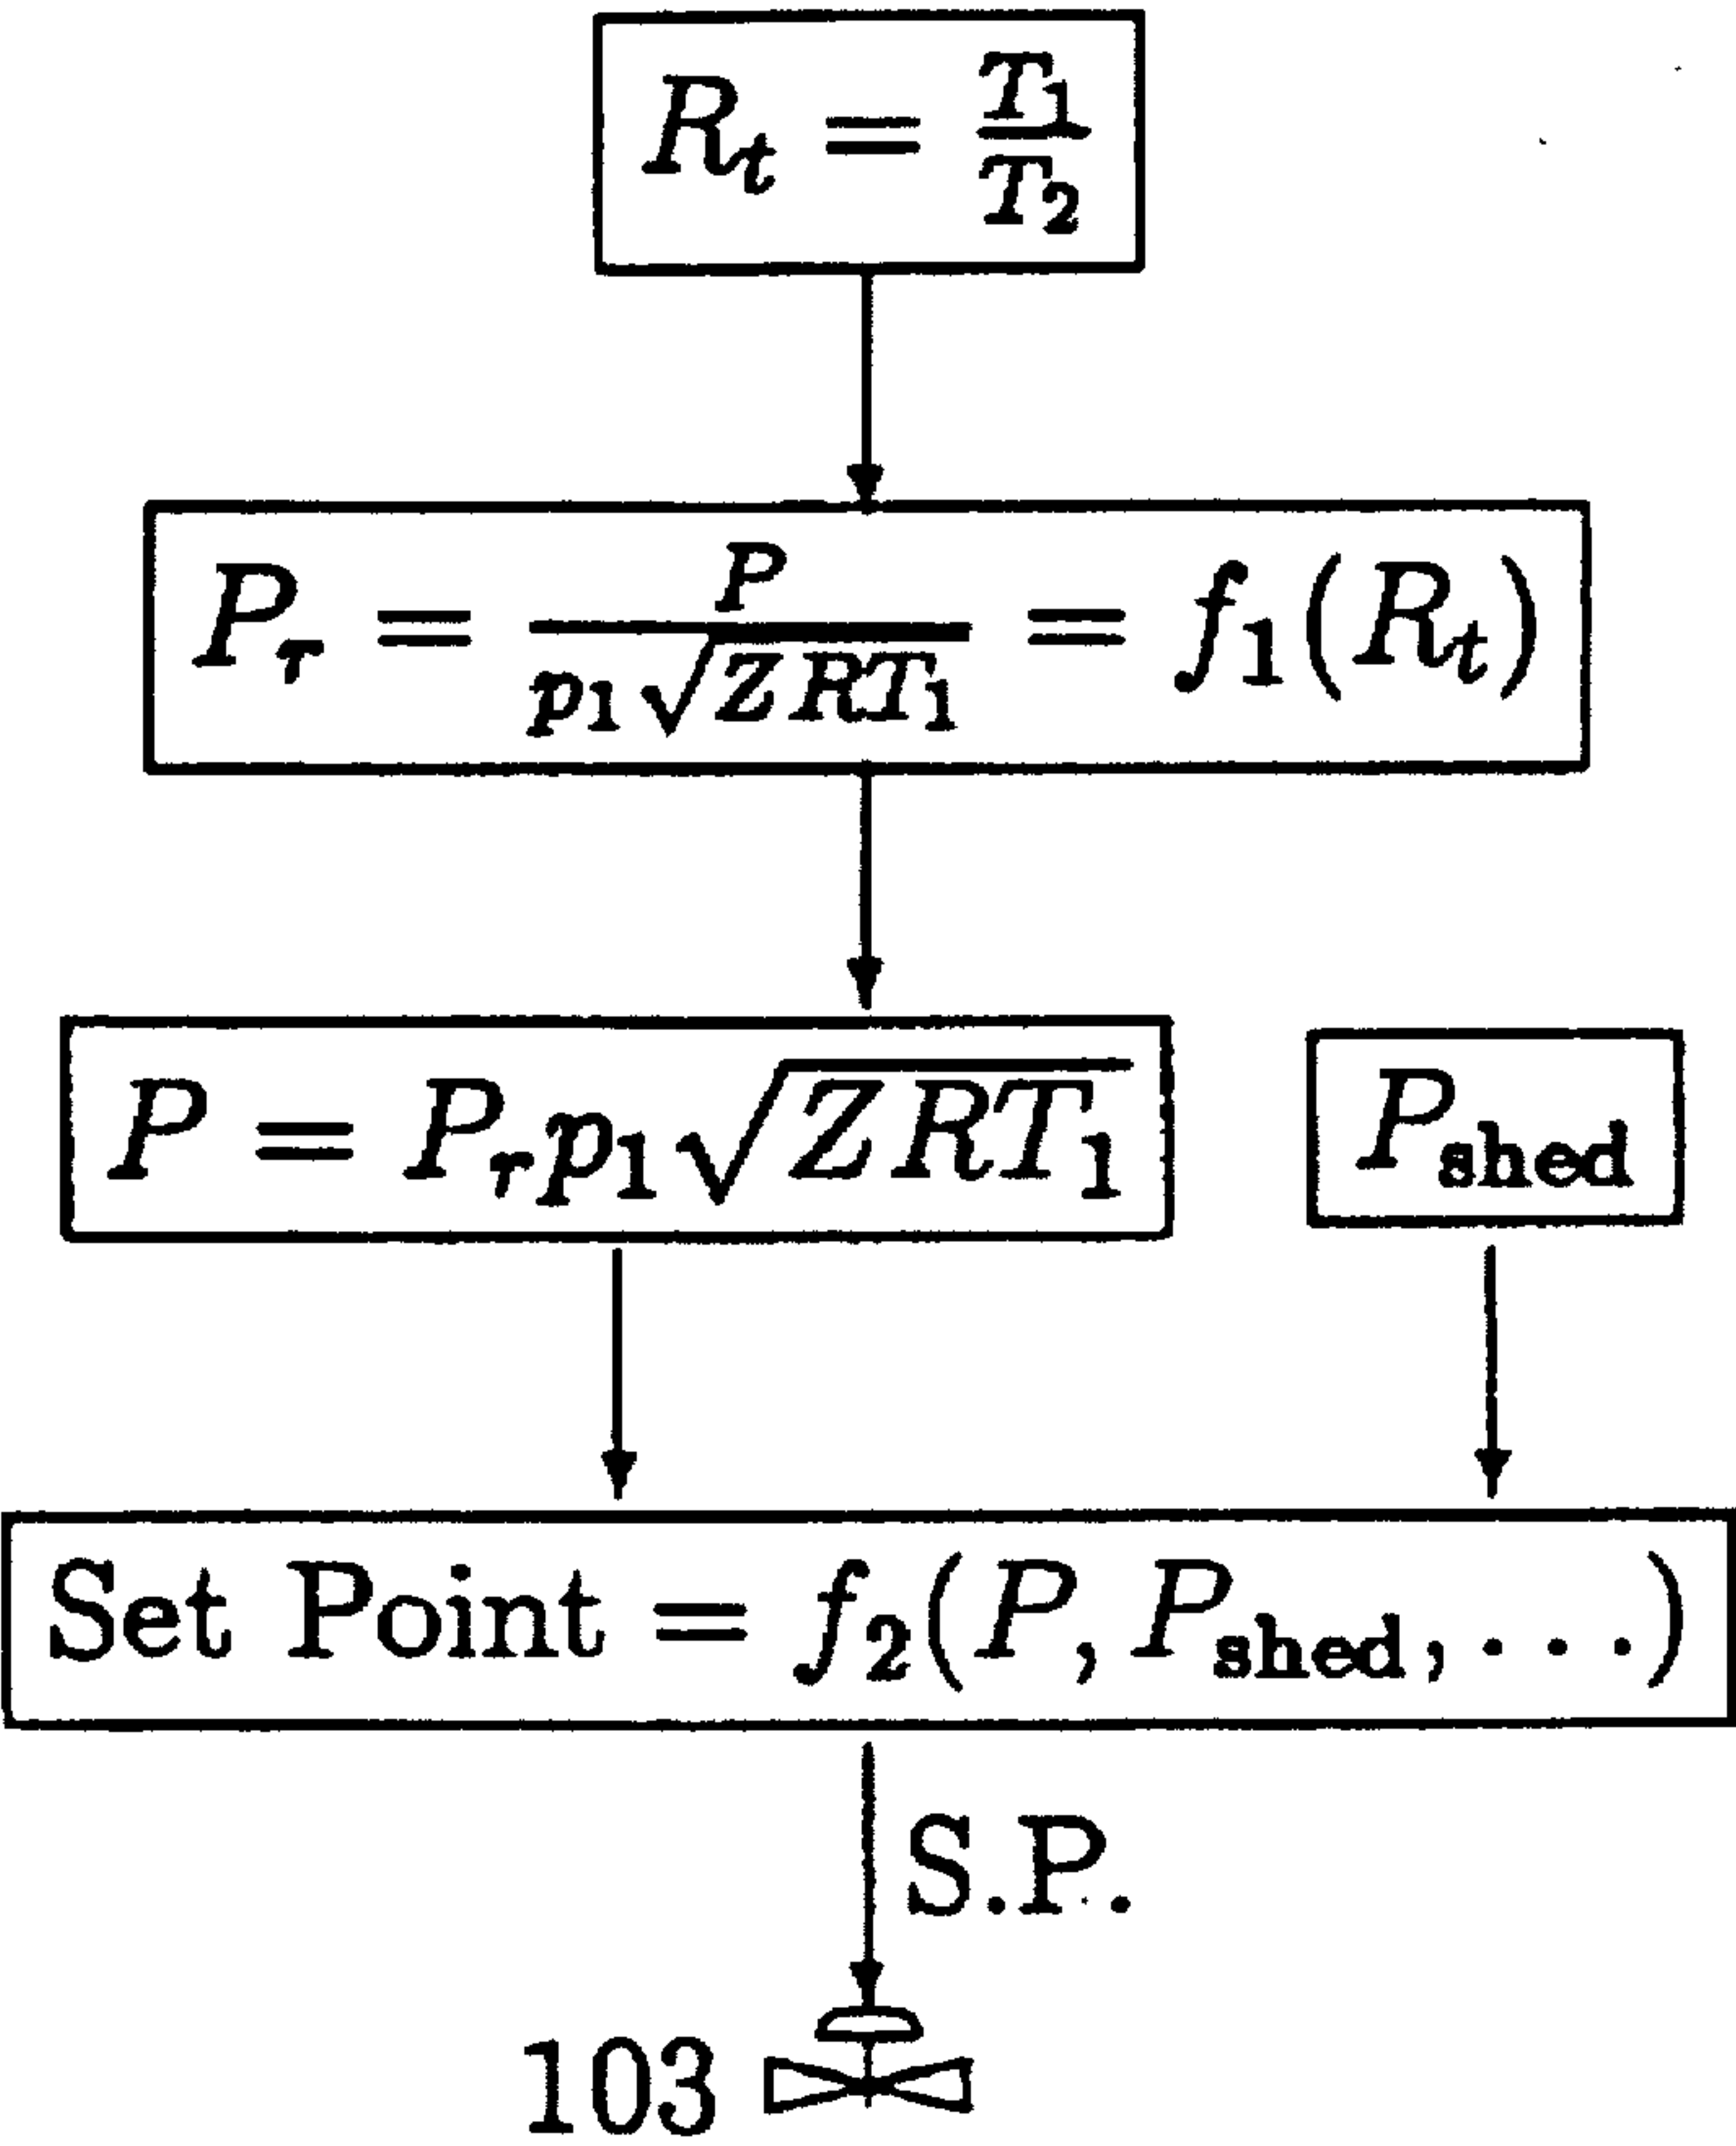 R_t = T_1/T_2
P_r = P/(p_1√(ZRT_1)) = f_1(R_t)
P = P_r p_1 √(ZRT_1)
P_shed
Set Point = f_2(P, P_shed, . . .)
S.P.
103